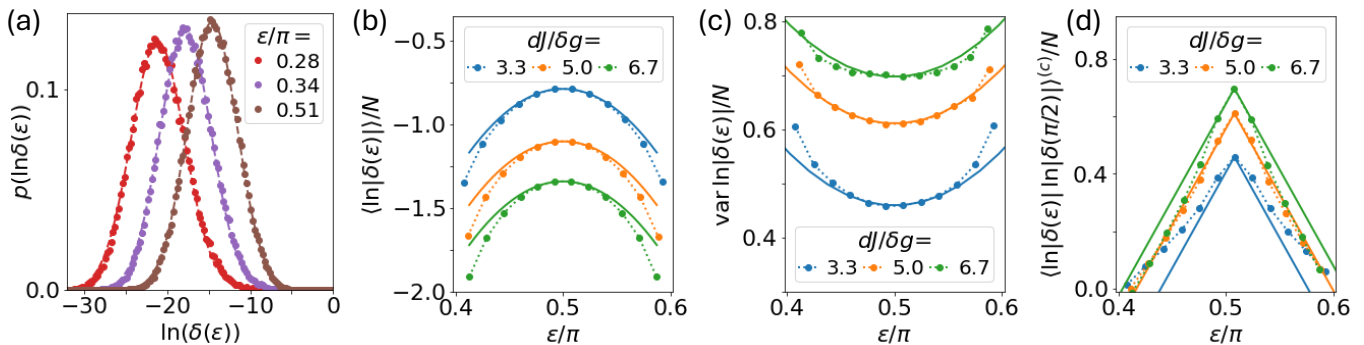 (a)
p(ln(δ(ε)))
0.1
0.0
−30
−20
−10
0
ln(δ(ε))
ε/π =
0.28
0.34
0.51
(b)
⟨ln|δ(ε)|⟩/N
−0.5
−1.0
−1.5
−2.0
0.4
0.5
0.6
ε/π
dJ/δg=
3.3 5.0 6.7
(c)
var ln|δ(ε)|/N
0.8
0.6
0.4
0.4
0.5
0.6
ε/π
dJ/δg=
3.3 5.0 6.7
(d)
⟨ln|δ(ε)| ln|δ(π/2)|⟩⁽ᶜ⁾/N
0.8
0.4
0.0
0.4
0.5
0.6
ε/π
dJ/δg=
3.3 5.0 6.7